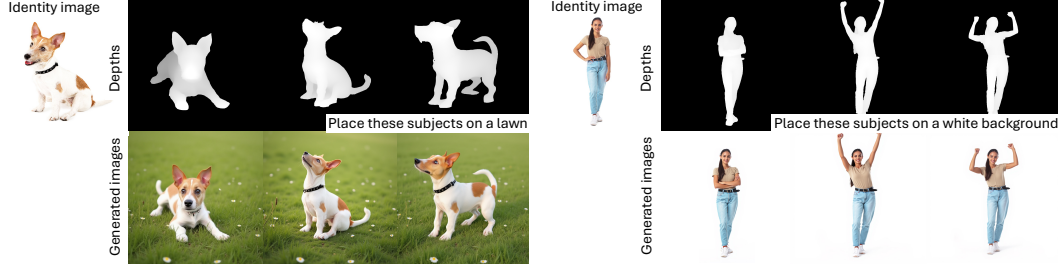 Identity image
Depths
Place these subjects on a lawn
Generated images
Identity image
Depths
Place these subjects on a white background
Generated images